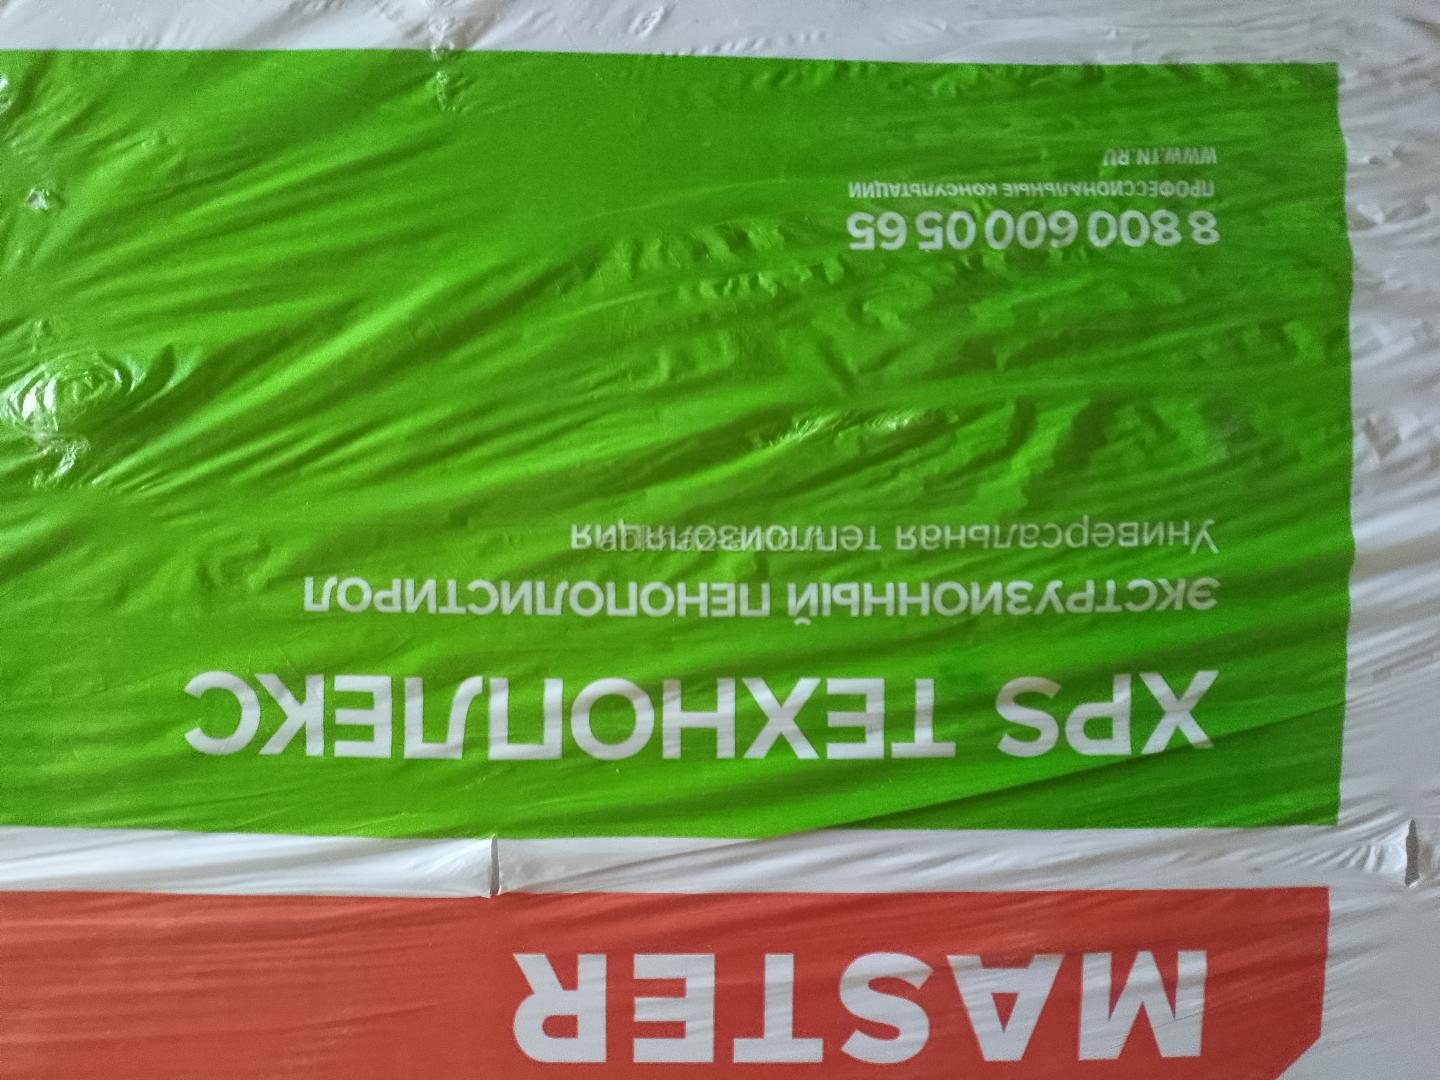 MASTER
XPS ТЕХНОПЛЕКС
ЭКСТРУЗИОННЫЙ ПЕНОПОЛИСТИРОЛ
Универсальная теплоизоляция
8 800 600 05 65
ПРОФЕССИОНАЛЬНЫЕ КОНСУЛЬТАЦИИ
WWW.TN.RU